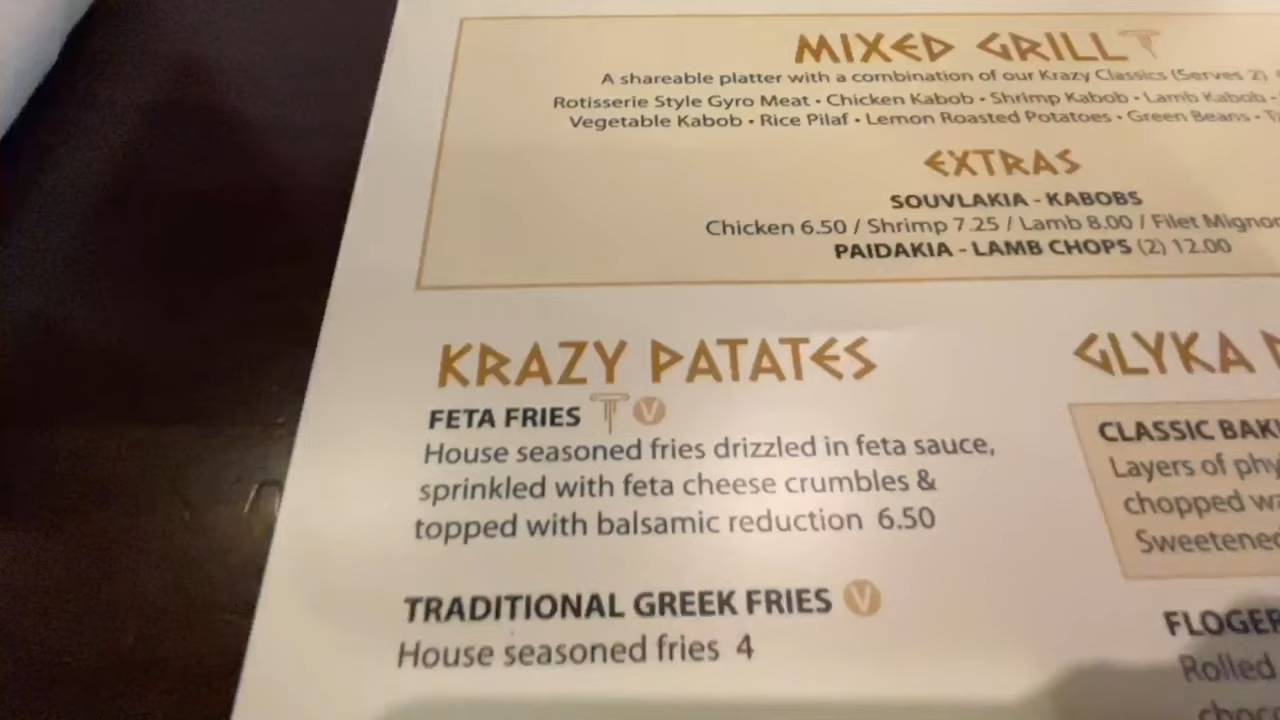 MIXED GRILL
A shareable platter with a combination of our Krazy Classics (Serves 2)
Rotisserie Style Gyro Meat • Chicken Kabob • Shrimp Kabob • Lamb Kabob •
Vegetable Kabob • Rice Pilaf • Lemon Roasted Potatoes • Green Beans •
EXTRAS
SOUVLAKIA - KABOBS
Chicken 6.50 / Shrimp 7.25 / Lamb 8.00 / Filet Mignon
PAIDAKIA - LAMB CHOPS (2) 12.00
KRAZY PATATES
FETA FRIES V
House seasoned fries drizzled in feta sauce,
sprinkled with feta cheese crumbles &
topped with balsamic reduction 6.50
TRADITIONAL GREEK FRIES V
House seasoned fries 4
GLYKA
CLASSIC
Layers of
chopped
Sweetened
Rolled